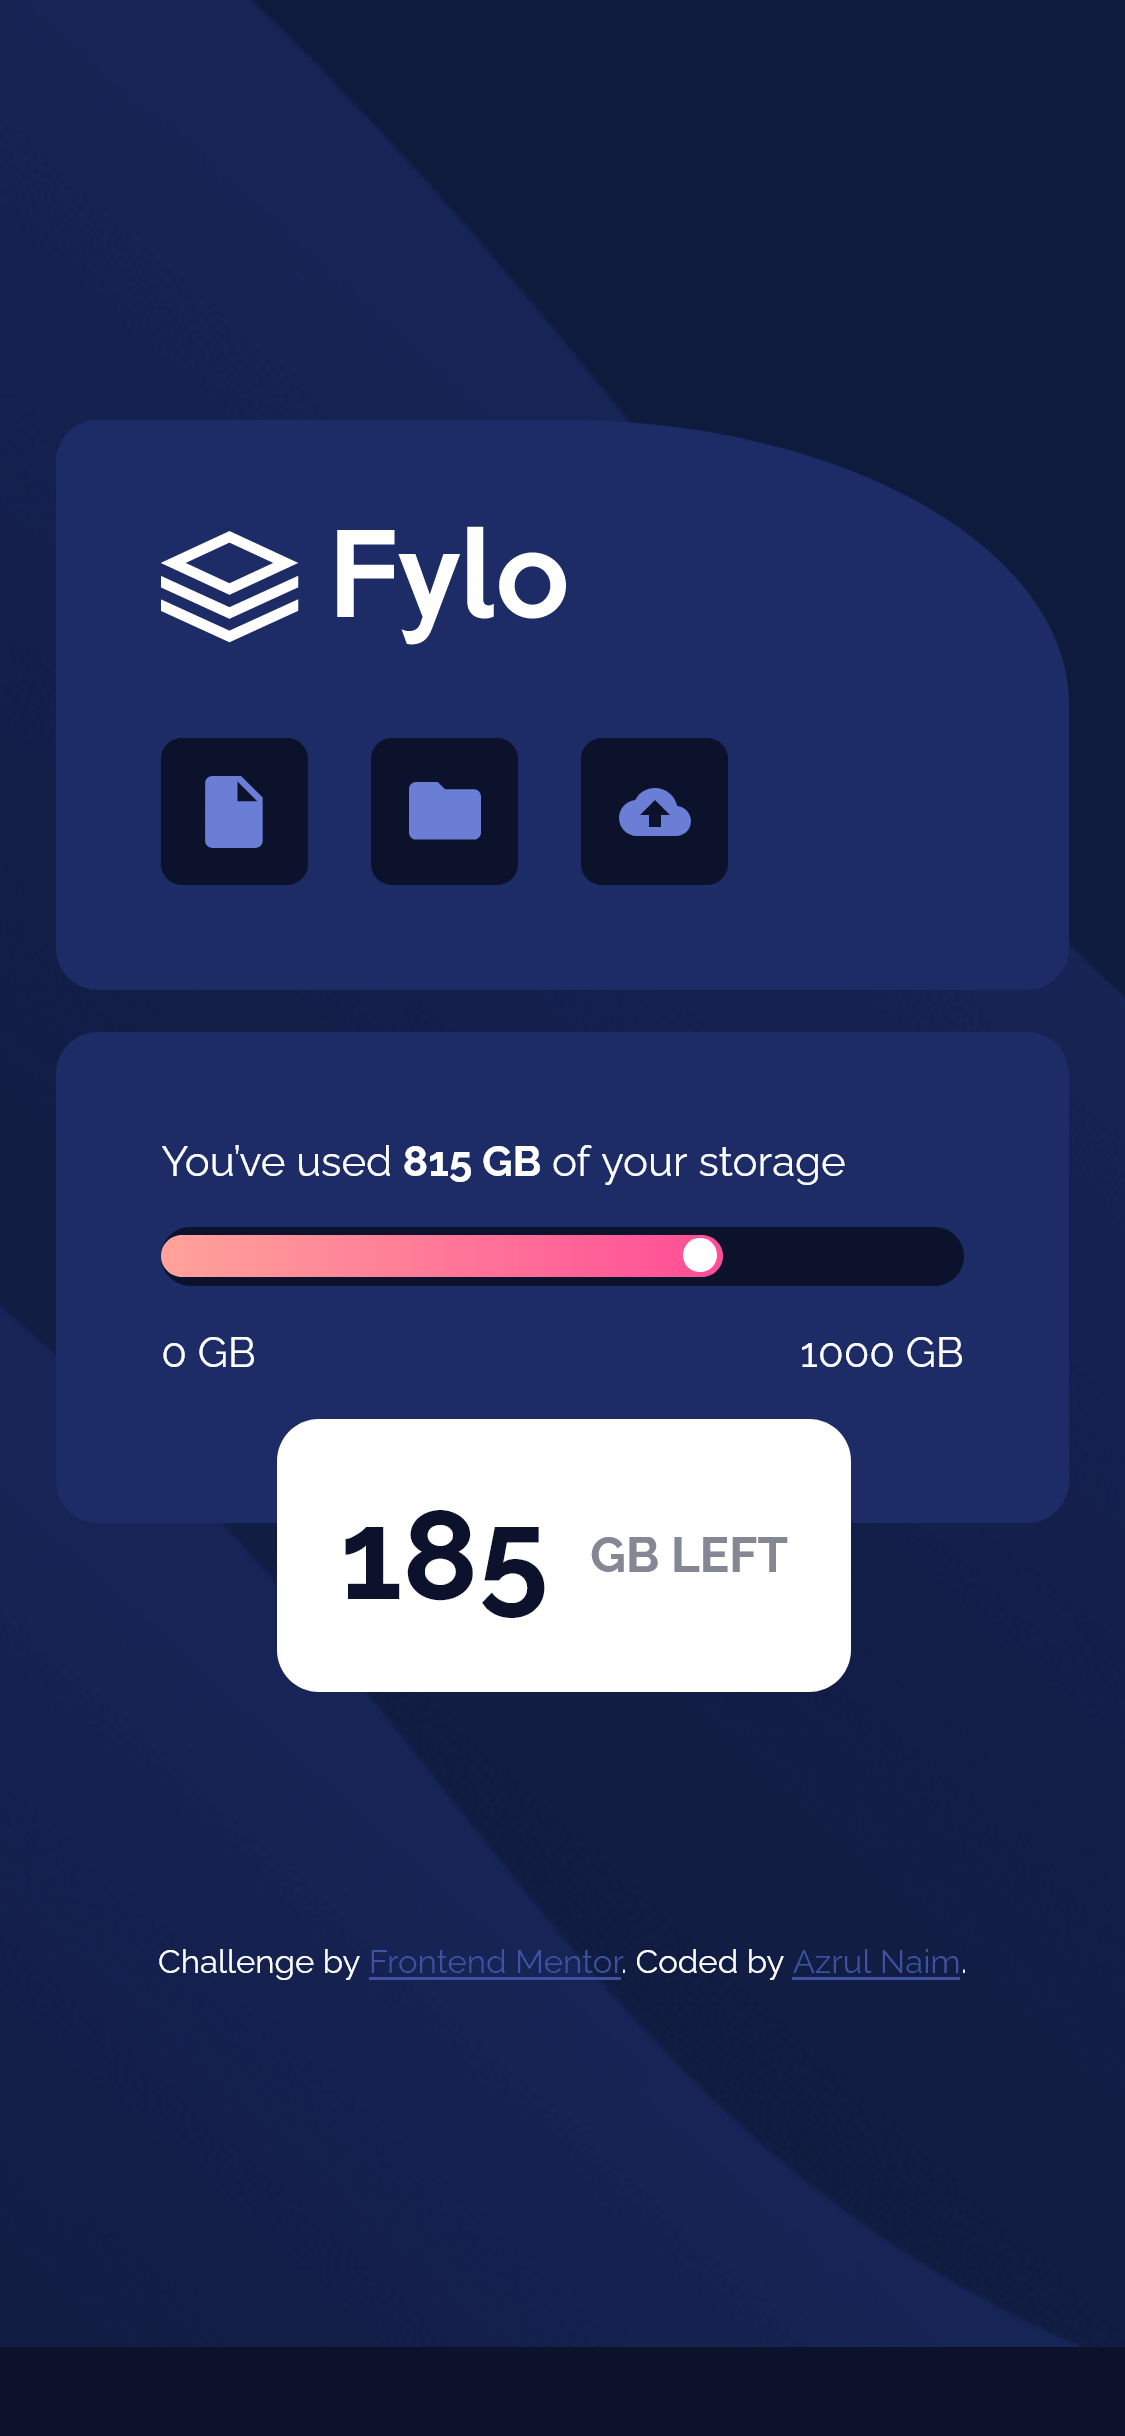 Fylo
You've used 815 GB of your storage
0 GB
1000 GB
185 GB LEFT
Challenge by Frontend Mentor. Coded by Azrul Naim.